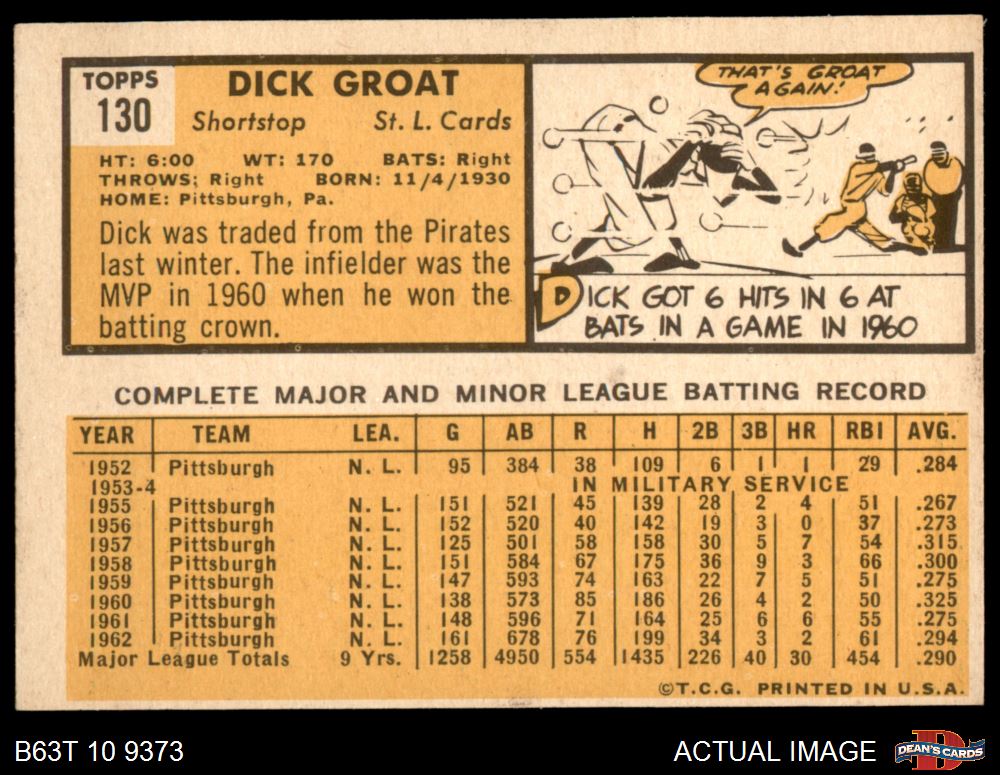 TOPPS
130
DICK GROAT
Shortstop St. L. Cards
HT: 6:00 WT: 170 BATS: Right
THROWS: Right BORN: 11/4/1930
HOME: Pittsburgh, Pa.
Dick was traded from the Pirates
last winter. The infielder was the
MVP in 1960 when he won the
batting crown.
THAT'S GROAT
AGAIN!
DICK GOT 6 HITS IN 6 AT
BATS IN A GAME IN 1960
COMPLETE MAJOR AND MINOR LEAGUE BATTING RECORD
YEAR TEAM LEA. G AB R H 2B 3B HR RBI AVG.
1952 Pittsburgh N. L. 95 384 38 109 6 1 1 29 .284
1953-4 IN MILITARY SERVICE
1955 Pittsburgh N. L. 151 521 45 139 28 2 4 51 .267
1956 Pittsburgh N. L. 152 520 40 142 19 3 0 37 .273
1957 Pittsburgh N. L. 125 501 58 158 30 5 7 54 .315
1958 Pittsburgh N. L. 151 584 67 175 36 9 3 66 .300
1959 Pittsburgh N. L. 147 593 74 163 22 7 5 51 .275
1960 Pittsburgh N. L. 138 573 85 186 26 4 2 50 .325
1961 Pittsburgh N. L. 148 596 71 164 25 6 6 55 .275
1962 Pittsburgh N. L. 161 678 76 199 34 3 2 61 .294
Major League Totals 9 Yrs. 1258 4950 554 1435 226 40 30 454 .290
©T.C.G. PRINTED IN U.S.A.
B63T 10 9373 ACTUAL IMAGE
DEAN'S CARDS